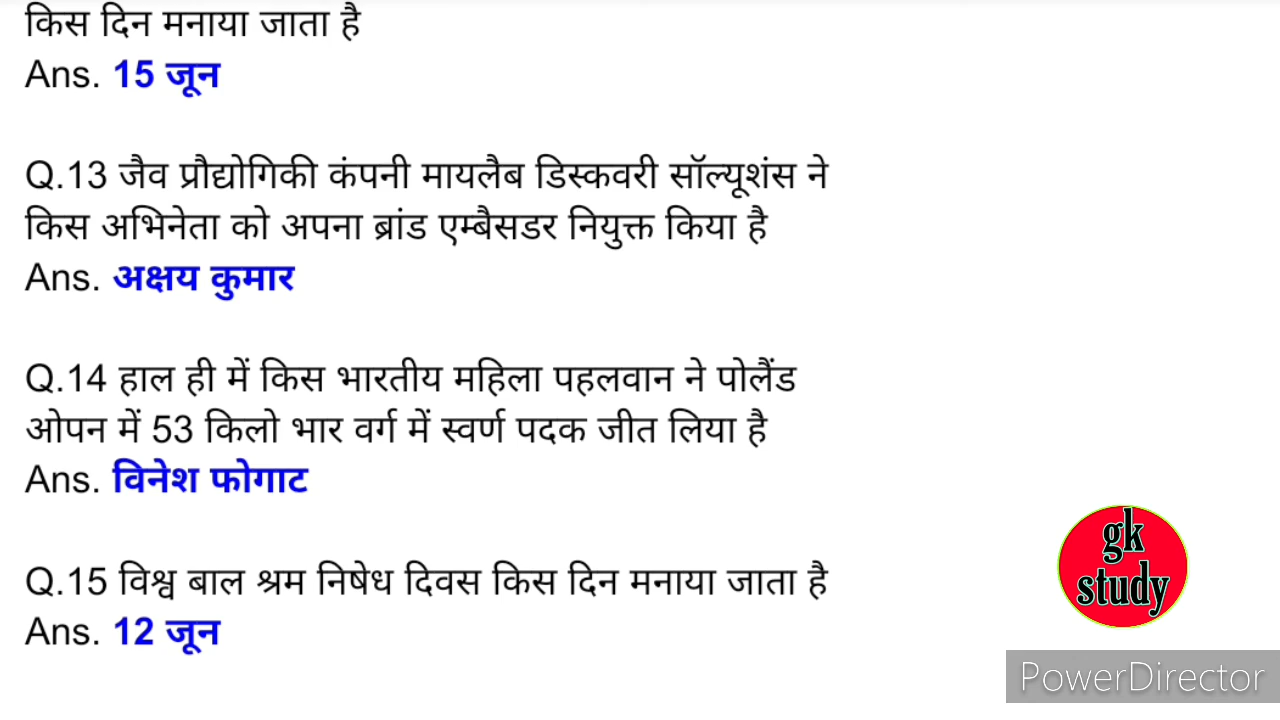 किस दिन मनाया जाता है
Ans. 15 जून
Q.13 जैव प्रौद्योगिकी कंपनी मायलैब डिस्कवरी सॉल्यूशंस ने
किस अभिनेता को अपना ब्रांड एम्बैसडर नियुक्त किया है
Ans. अक्षय कुमार
Q.14 हाल ही में किस भारतीय महिला पहलवान ने पोलैंड
ओपन में 53 किलो भार वर्ग में स्वर्ण पदक जीत लिया है
Ans. विनेश फोगाट
Q.15 विश्व बाल श्रम निषेध दिवस किस दिन मनाया जाता है
Ans. 12 जून
gk
study
PowerDirector